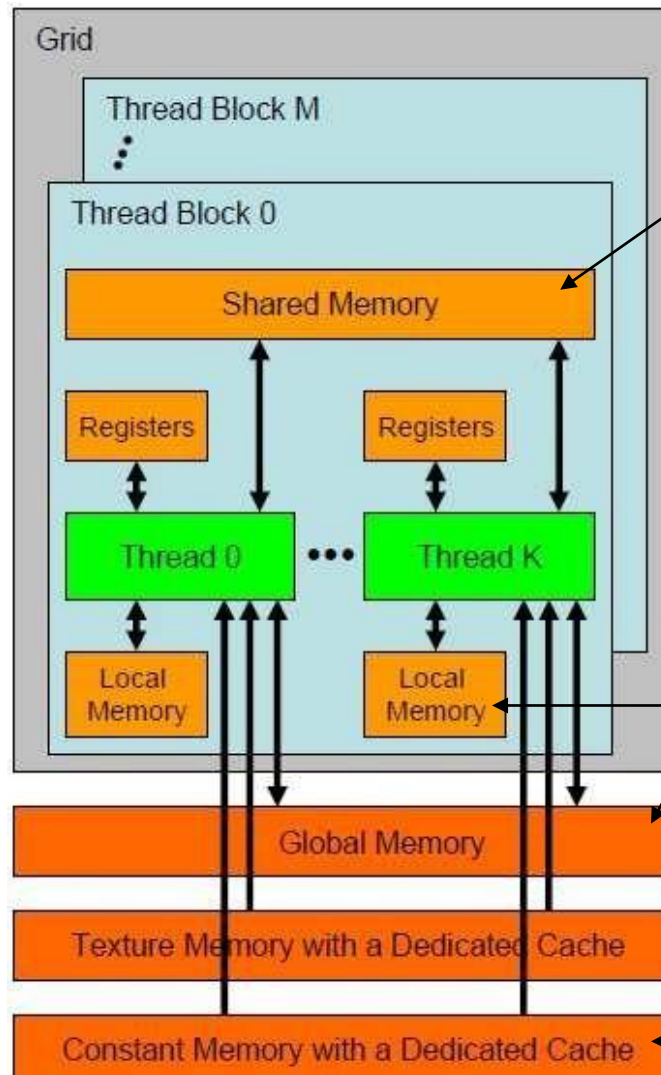 Grid
Thread Block M
Thread Block 0
Shared Memory
Registers
Registers
Thread 0
Thread K
Local
Memory
Local
Memory
Global Memory
Texture Memory with a Dedicated Cache
Constant Memory with a Dedicated Cache